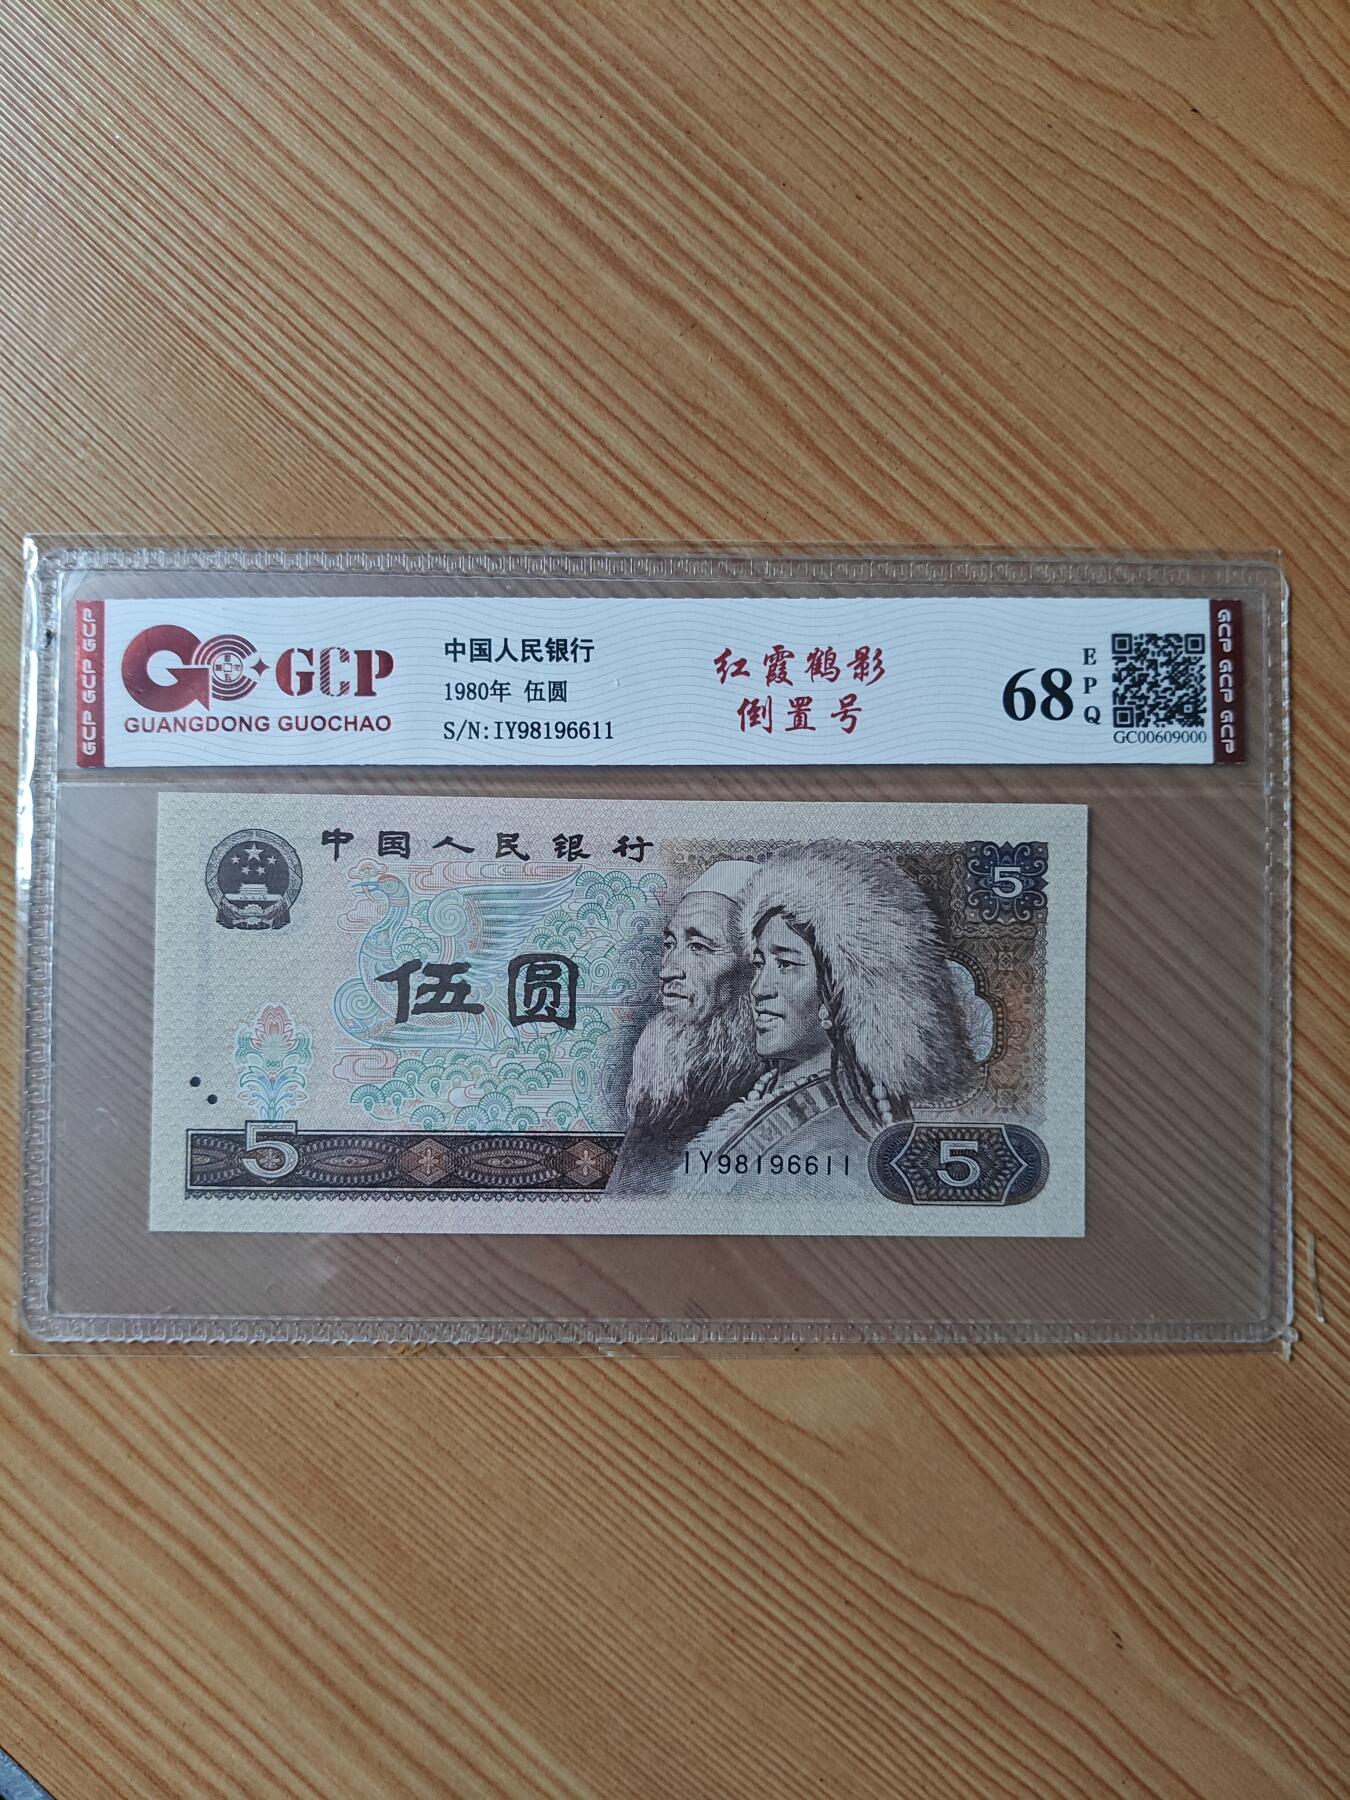 GCP
GUANGDONG GUOCHAO
中国人民银行
1980年 伍圆
S/N:IY98196611
红霞鹤影
倒置号
68
EPQ
GC00609000
GCP GCP GCP
GCP GCP GCP
中国人民银行
5
伍圆
5
IY98196611
5